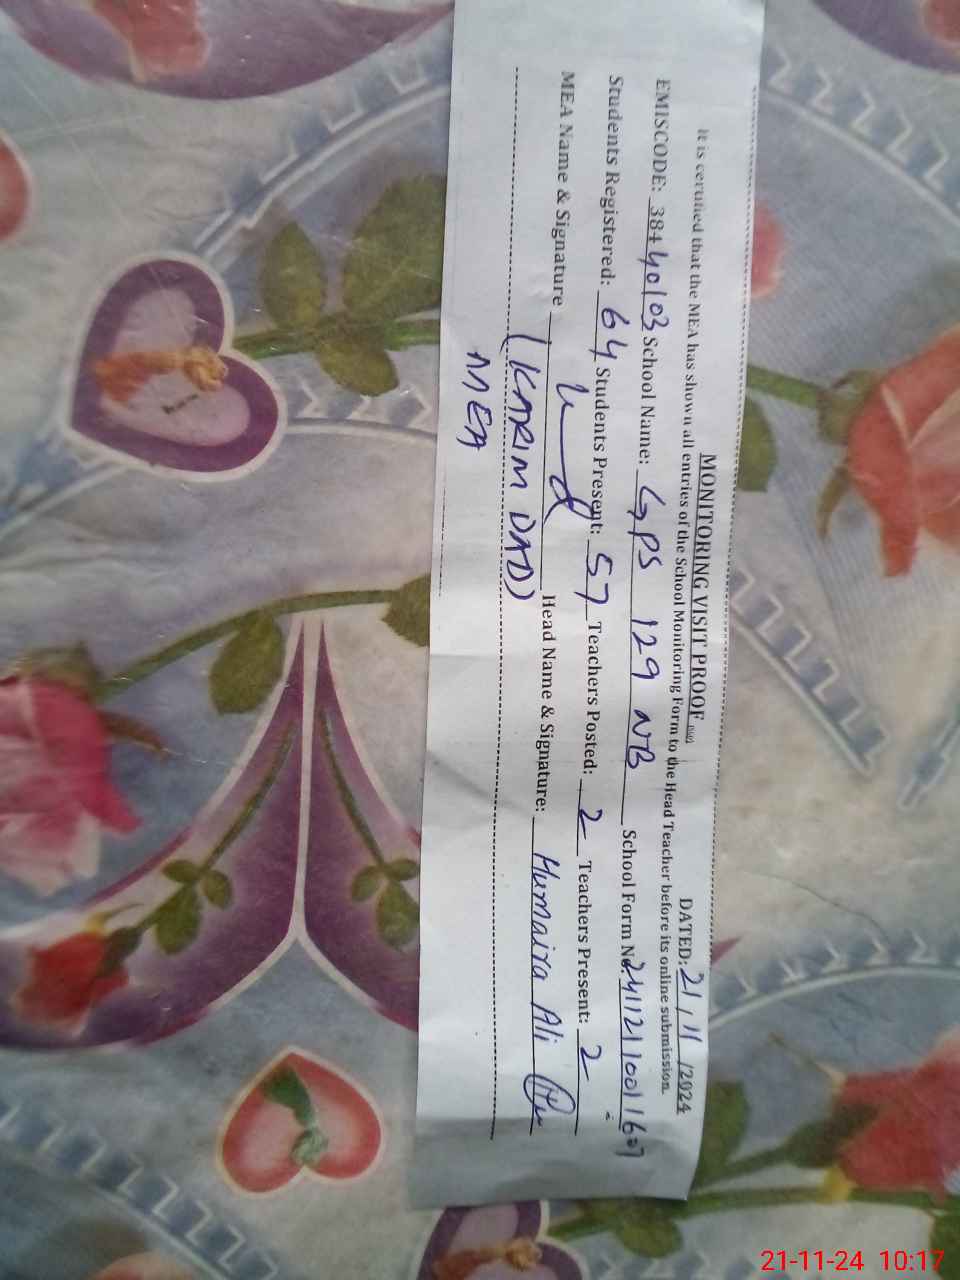 MONITORING VISIT PROOF
DATED: 21/11/2024
It is certified that the MEA has shown all entries of the School Monitoring Form to the Head Teacher before its online submission.
EMISCODE: 38440103 School Name: GPS 129 NB School Form No
Students Registered: 64 Students Present: 57 Teachers Posted: 2 Teachers Present: 2
MEA Name & Signature Head Name & Signature: Humaira Ali
(KARIM DAD)
MEA
21-11-24 10:17